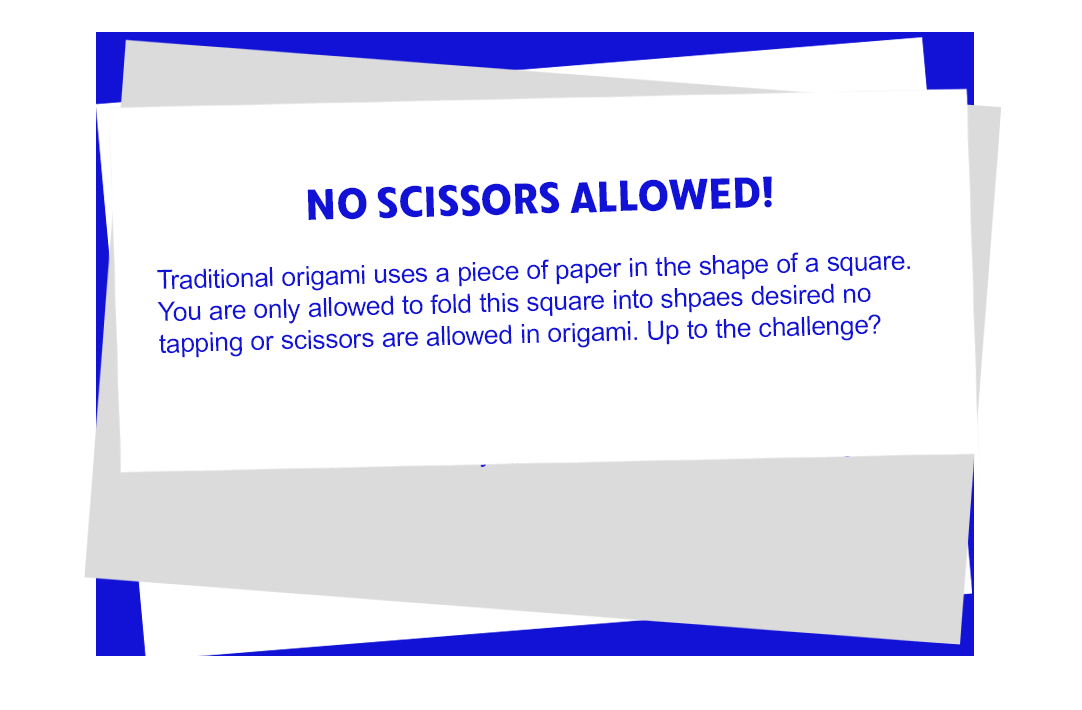 NO SCISSORS ALLOWED!
Traditional origami uses a piece of paper in the shape of a square.
You are only allowed to fold this square into shpaes desired no
tapping or scissors are allowed in origami. Up to the challenge?